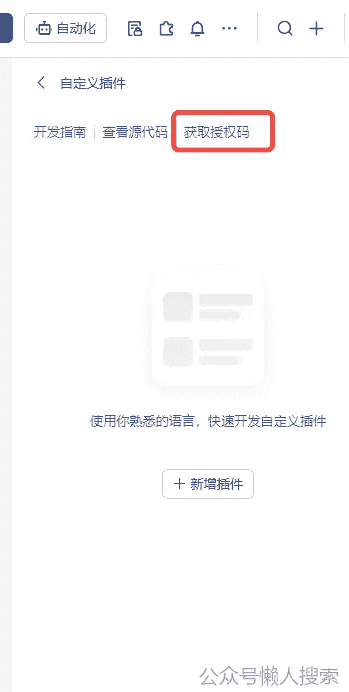 自动化
自定义插件
开发指南 查看源代码 获取授权码
使用你熟悉的语言，快速开发自定义插件
+ 新增插件
公众号懒人搜索